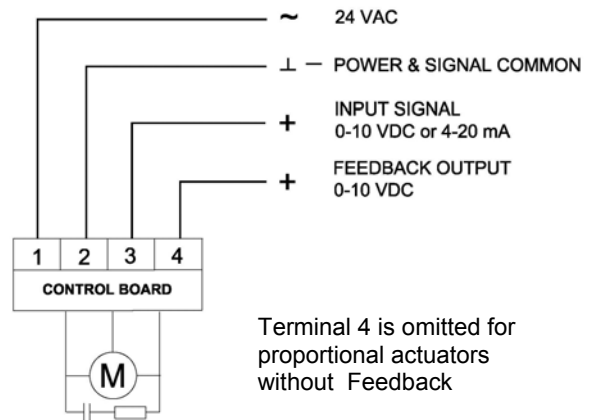 ~ 24 VAC
⊥ — POWER & SIGNAL COMMON
+ INPUT SIGNAL
0-10 VDC or 4-20 mA
+ FEEDBACK OUTPUT
0-10 VDC
1 2 3 4
CONTROL BOARD
M
Terminal 4 is omitted for
proportional actuators
without Feedback